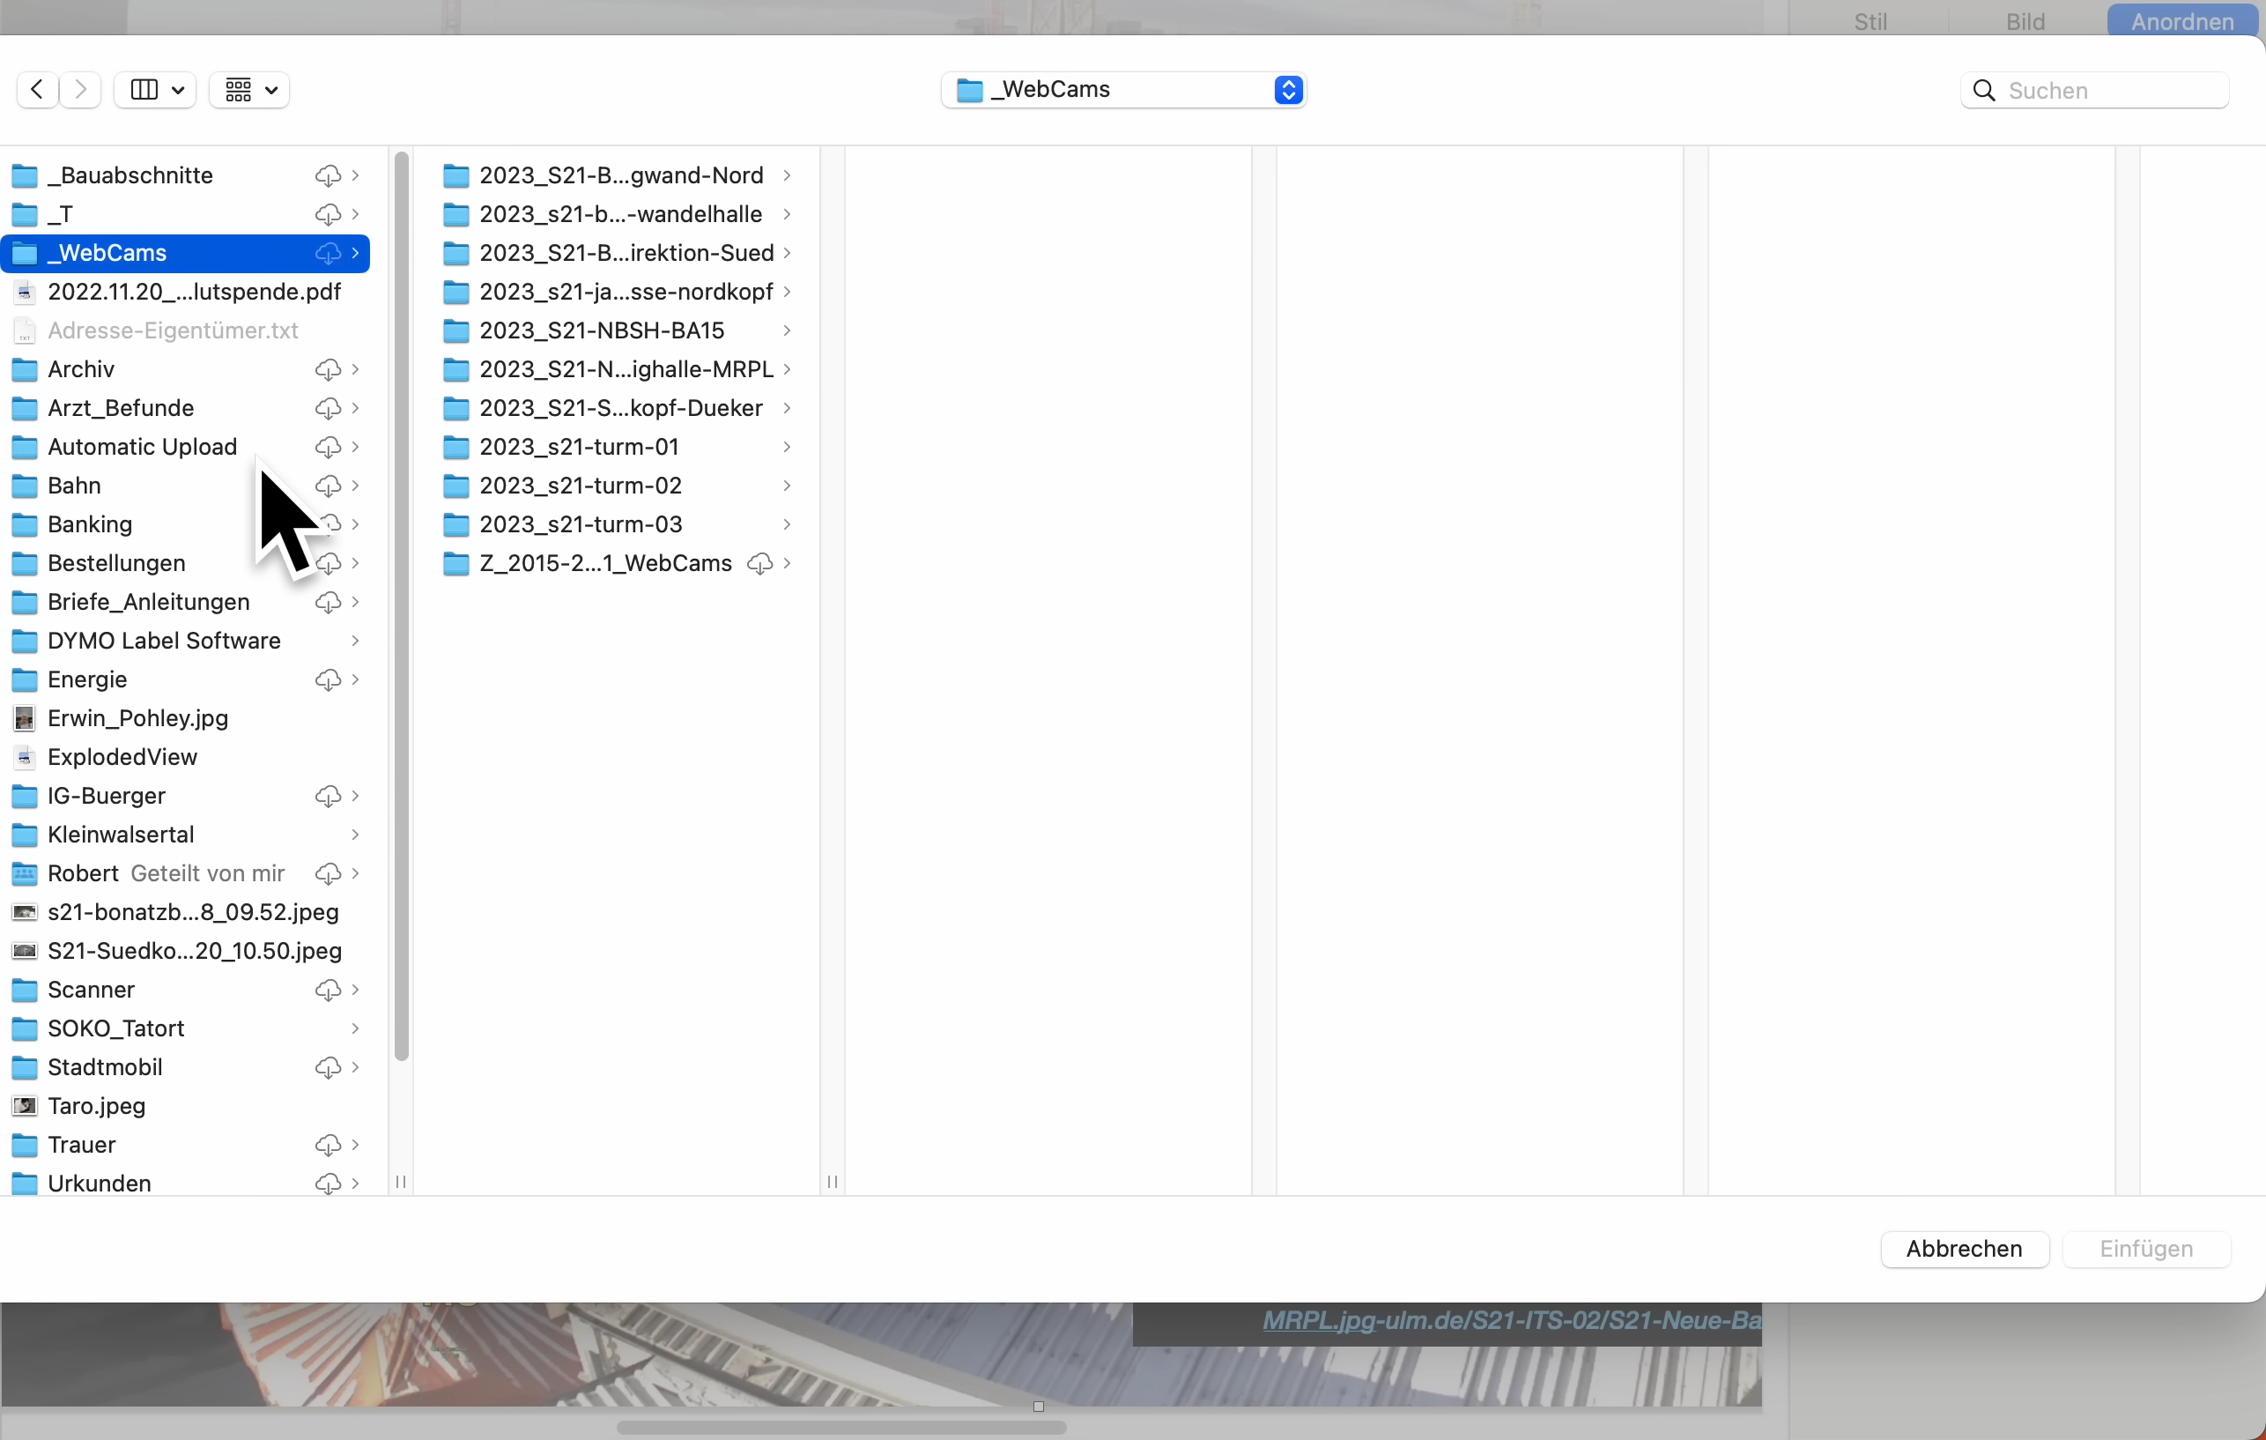 Stil
Bild
Anordnen
_WebCams
Suchen
_Bauabschnitte
_T
_WebCams
2022.11.20_...lutspende.pdf
Adresse-Eigentümer.txt
Archiv
Arzt_Befunde
Automatic Upload
Bahn
Banking
Bestellungen
Briefe_Anleitungen
DYMO Label Software
Energie
Erwin_Pohley.jpg
ExplodedView
IG-Buerger
Kleinwalsertal
Robert Geteilt von mir
s21-bonatzb...8_09.52.jpeg
S21-Suedko...20_10.50.jpeg
Scanner
SOKO_Tatort
Stadtmobil
Taro.jpeg
Trauer
Urkunden
2023_S21-B...gwand-Nord
2023_s21-b...-wandelhalle
2023_S21-B...irektion-Sued
2023_s21-ja...sse-nordkopf
2023_S21-NBSH-BA15
2023_S21-N...ighalle-MRPL
2023_S21-S...kopf-Dueker
2023_s21-turm-01
2023_s21-turm-02
2023_s21-turm-03
Z_2015-2...1_WebCams
Abbrechen
Einfügen
MRPL.jpg-ulm.de/S21-ITS-02/S21-Neue-Ba